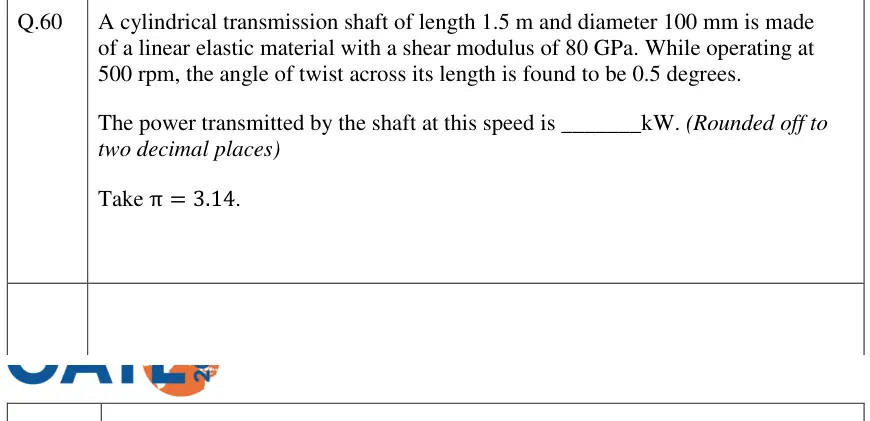 Q.60 A cylindrical transmission shaft of length 1.5 m and diameter 100 mm is made
of a linear elastic material with a shear modulus of 80 GPa. While operating at
500 rpm, the angle of twist across its length is found to be 0.5 degrees.
The power transmitted by the shaft at this speed is _______kW. (Rounded off to
two decimal places)
Take π = 3.14.